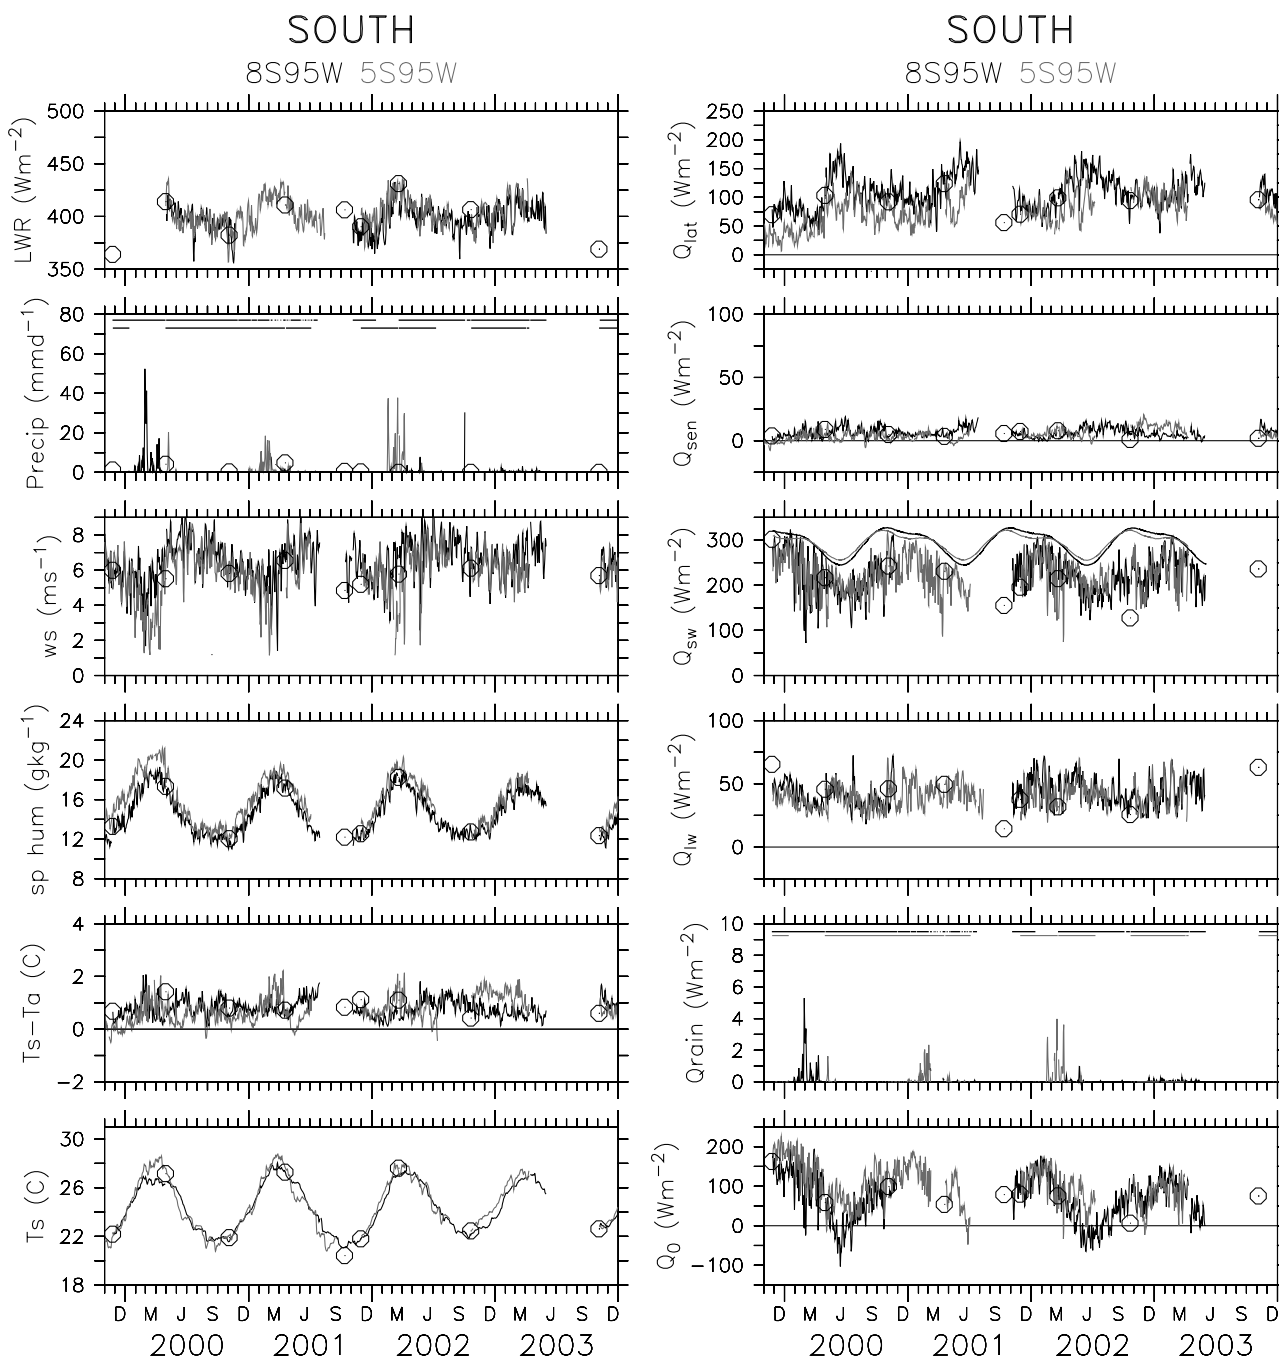 SOUTH
8S95W 5S95W
LWR (Wm−2)
500
450
400
350
Precip (mmd−1)
80
60
40
20
0
ws (ms−1)
8
6
4
2
0
sp hum (gkg−1)
24
20
16
12
8
Ts−Ta (C)
4
2
0
−2
Ts (C)
30
26
22
18
D M J S D M J S D M J S D M J S D
2000 2001 2002 2003
SOUTH
8S95W 5S95W
Qlat (Wm−2)
250
200
150
100
50
0
Qsen (Wm−2)
100
50
0
Qsw (Wm−2)
300
200
100
0
Qlw (Wm−2)
100
50
0
Qrain (Wm−2)
10
8
6
4
2
0
Q0 (Wm−2)
200
100
0
−100
D M J S D M J S D M J S D M J S D
2000 2001 2002 2003